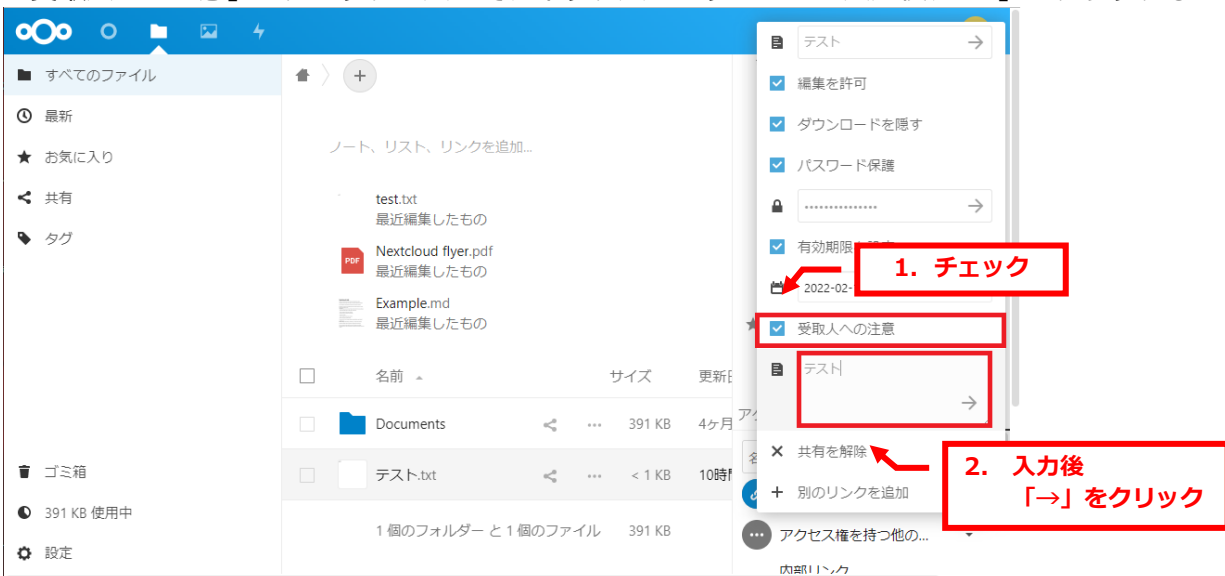 テスト
すべてのファイル
編集を許可
最新
ダウンロードを隠す
お気に入り
ノート、リスト、リンクを追加...
パスワード保護
共有
test.txt
最近編集したもの
タグ
Nextcloud flyer.pdf
PDF
最近編集したもの
有効期限
1. チェック
2022-02-
Example.md
最近編集したもの
受取人への注意
名前
サイズ
テスト
Documents
391 KB
4ヶ月
共有を解除
2. 入力後
「→」をクリック
ゴミ箱
テスト.txt
< 1 KB
10時間
別のリンクを追加
391 KB 使用中
1 個のフォルダー と 1 個のファイル
391 KB
アクセス権を持つ他の...
設定
内部リンク